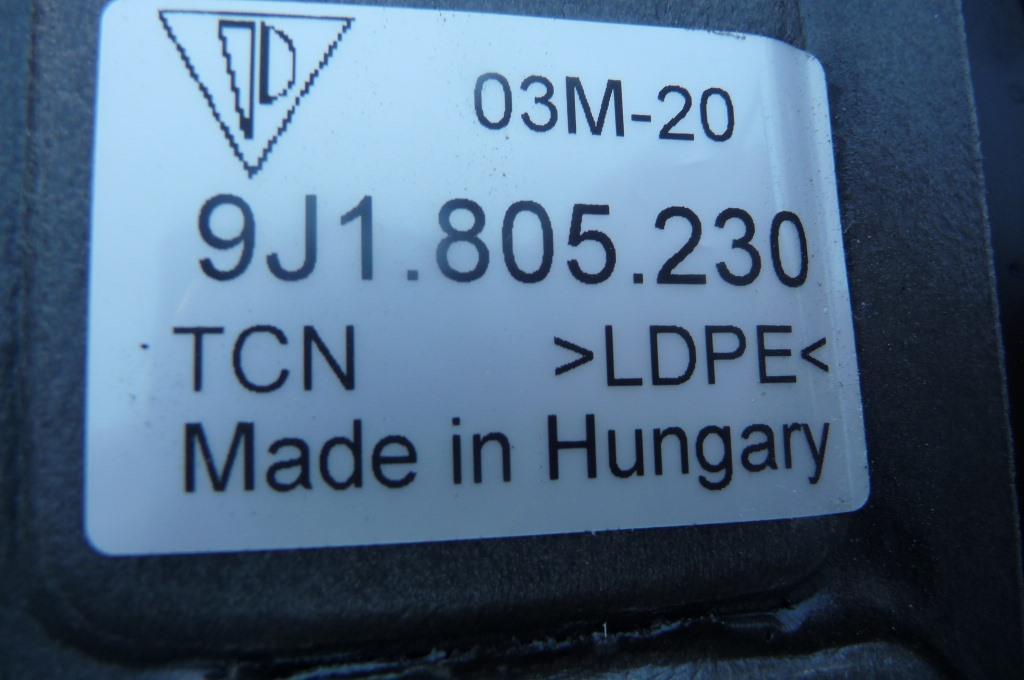 03M-20
9J1.805.230
TCN >LDPE<
Made in Hungary